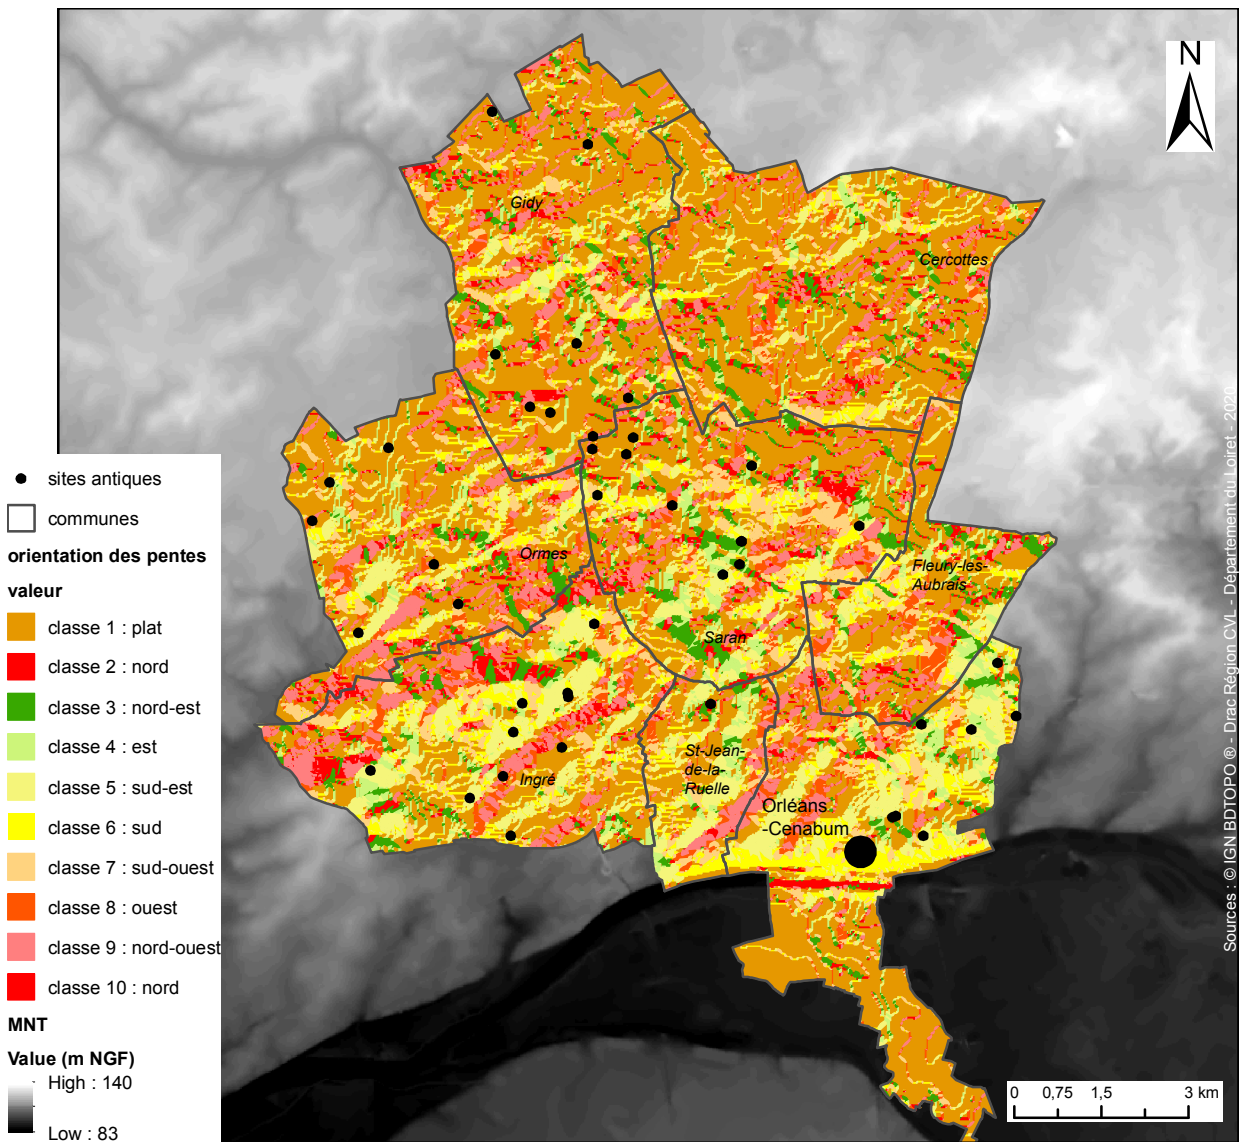 N
Gidy
Cercottes
Ormes
Fleury-les-
Aubrais
Saran
St-Jean-
de-la-
Ruelle
Ingré
Orléans
-Cenabum
sites antiques
communes
orientation des pentes
valeur
classe 1 : plat
classe 2 : nord
classe 3 : nord-est
classe 4 : est
classe 5 : sud-est
classe 6 : sud
classe 7 : sud-ouest
classe 8 : ouest
classe 9 : nord-ouest
classe 10 : nord
MNT
Value (m NGF)
High : 140
Low : 83
0 0,75 1,5 3 km
Sources : © IGN BDTOPO ® - Drac Région CVL - Département du Loiret - 2020